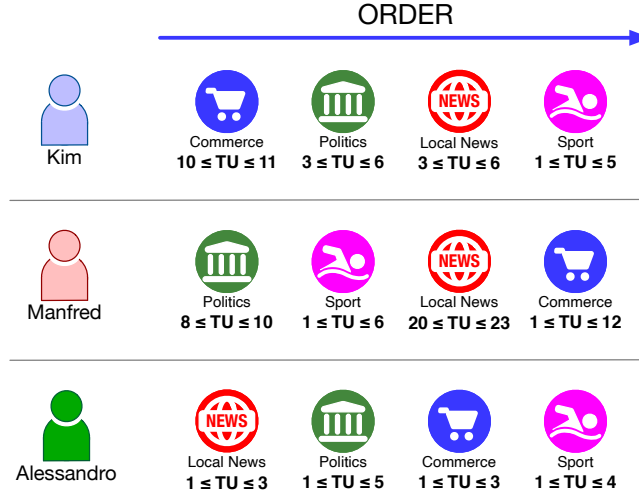 ORDER
NEWS
Commerce Politics Local News Sport
Kim
10 ≤ TU ≤ 11 3 ≤ TU ≤ 6 3 ≤ TU ≤ 6 1 ≤ TU ≤ 5
NEWS
Politics Sport Local News Commerce
Manfred
8 ≤ TU ≤ 10 1 ≤ TU ≤ 6 20 ≤ TU ≤ 23 1 ≤ TU ≤ 12
NEWS
Local News Politics Commerce Sport
Alessandro
1 ≤ TU ≤ 3 1 ≤ TU ≤ 5 1 ≤ TU ≤ 3 1 ≤ TU ≤ 4